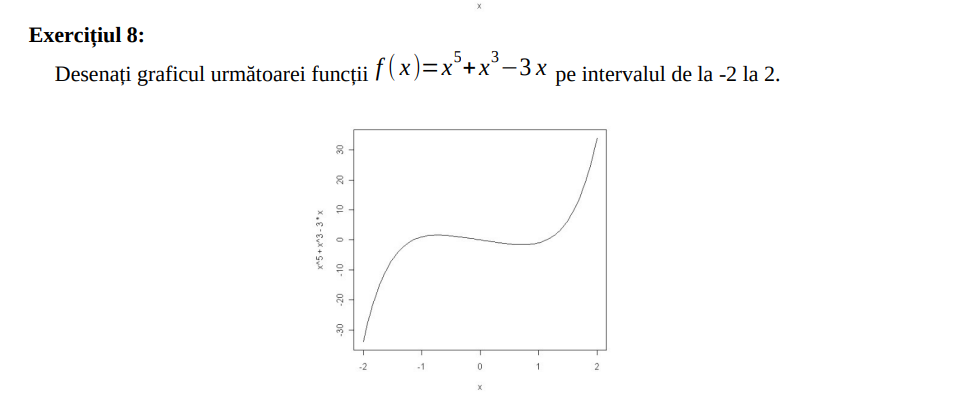 x
Exercițiul 8:
Desenați graficul următoarei funcții f(x)=x⁵+x³−3x pe intervalul de la -2 la 2.
x^5 + x^3 - 3 * x
30
20
10
0
-10
-20
-30
-2 -1 0 1 2
x